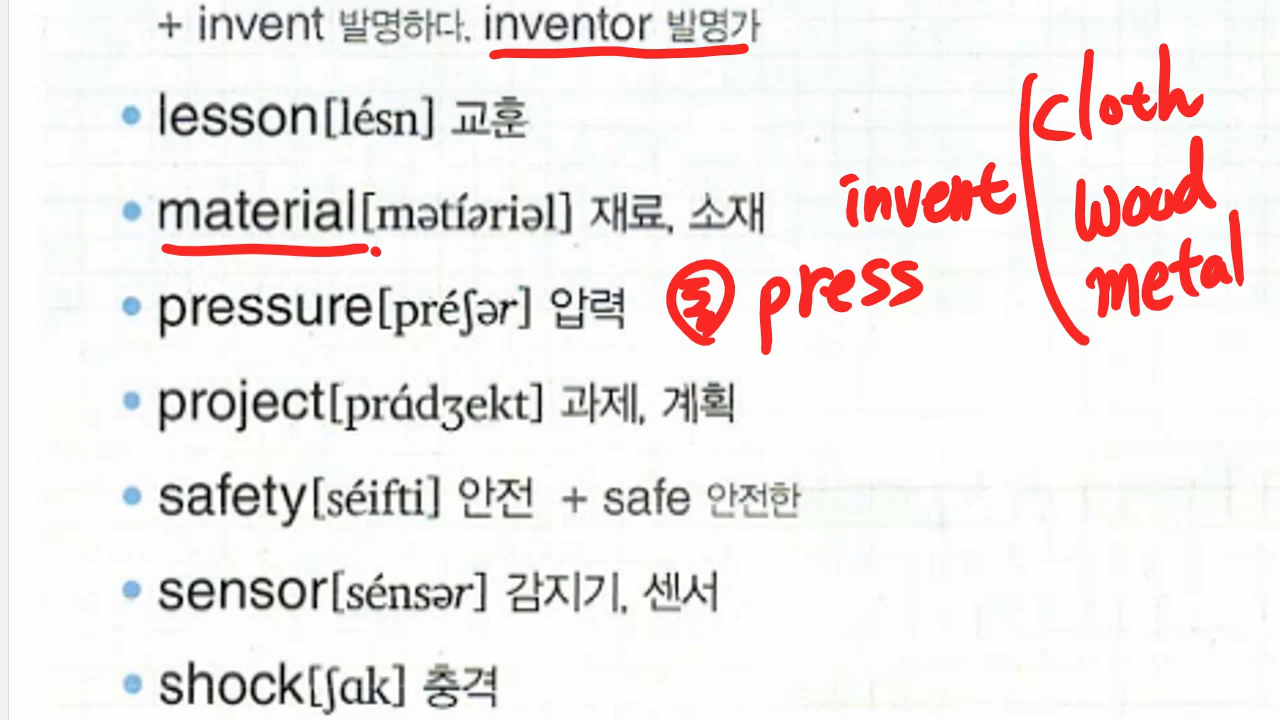 + invent 발명하다, inventor 발명가
• lesson[lésn] 교훈
• material[mətíəriəl] 재료, 소재
• pressure[préʃər] 압력
• project[prádʒekt] 과제, 계획
• safety[séifti] 안전 + safe 안전한
• sensor[sénsər] 감지기, 센서
• shock[ʃɑk] 충격
invent
cloth
wood
metal
동 press